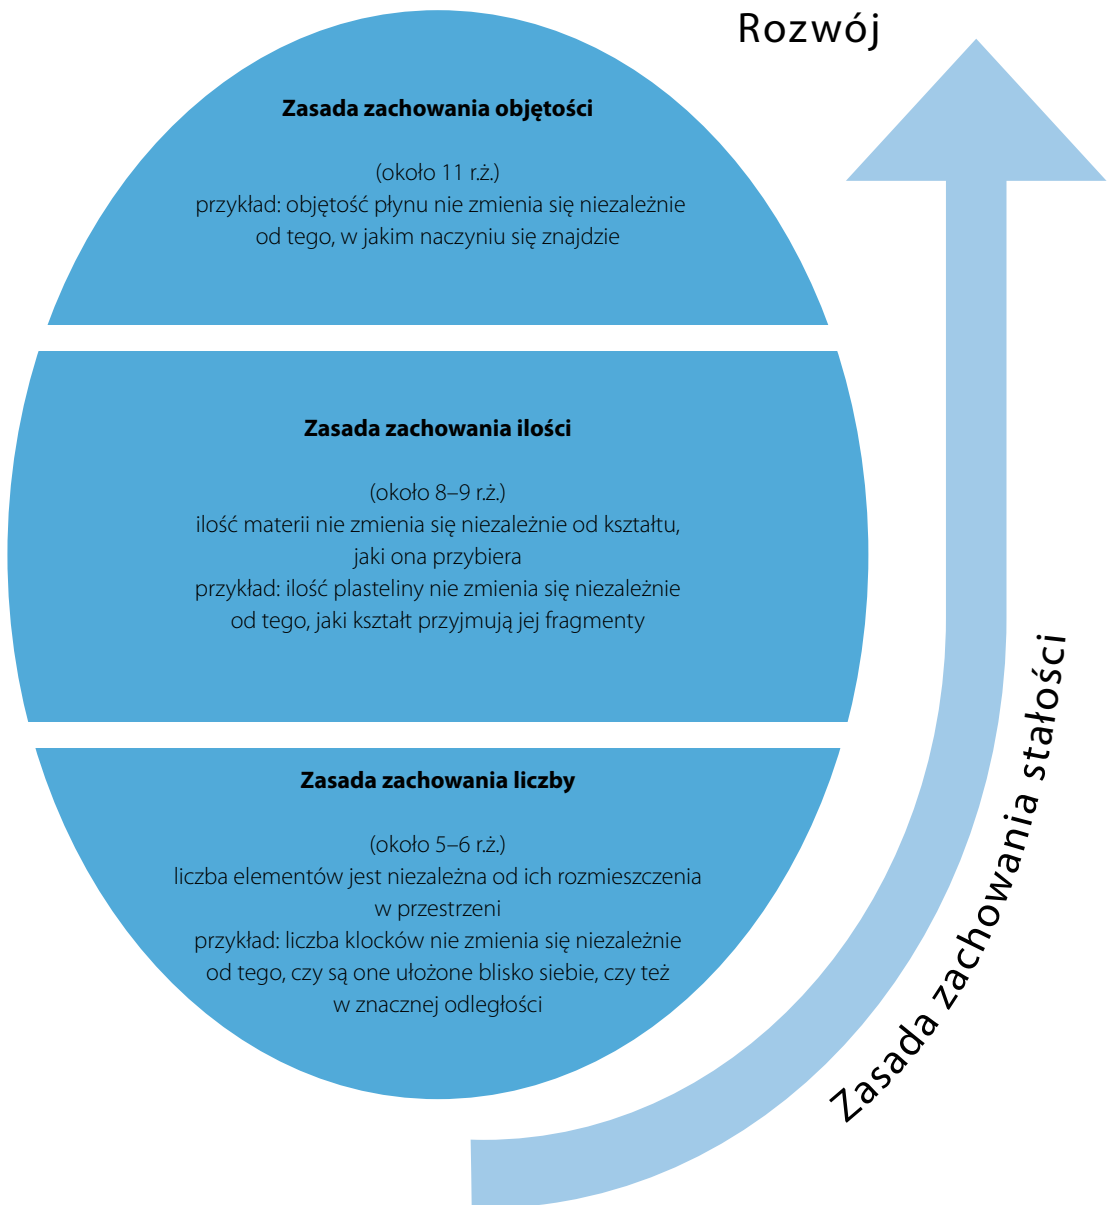 Rozwój
Zasada zachowania objętości
(około 11 r.ż.)
przykład: objętość płynu nie zmienia się niezależnie
od tego, w jakim naczyniu się znajdzie
Zasada zachowania ilości
(około 8–9 r.ż.)
ilość materii nie zmienia się niezależnie od kształtu,
jaki ona przybiera
przykład: ilość plasteliny nie zmienia się niezależnie
od tego, jaki kształt przyjmują jej fragmenty
Zasada zachowania liczby
(około 5–6 r.ż.)
liczba elementów jest niezależna od ich rozmieszczenia
w przestrzeni
przykład: liczba klocków nie zmienia się niezależnie
od tego, czy są one ułożone blisko siebie, czy też
w znacznej odległości
Zasada zachowania stałości